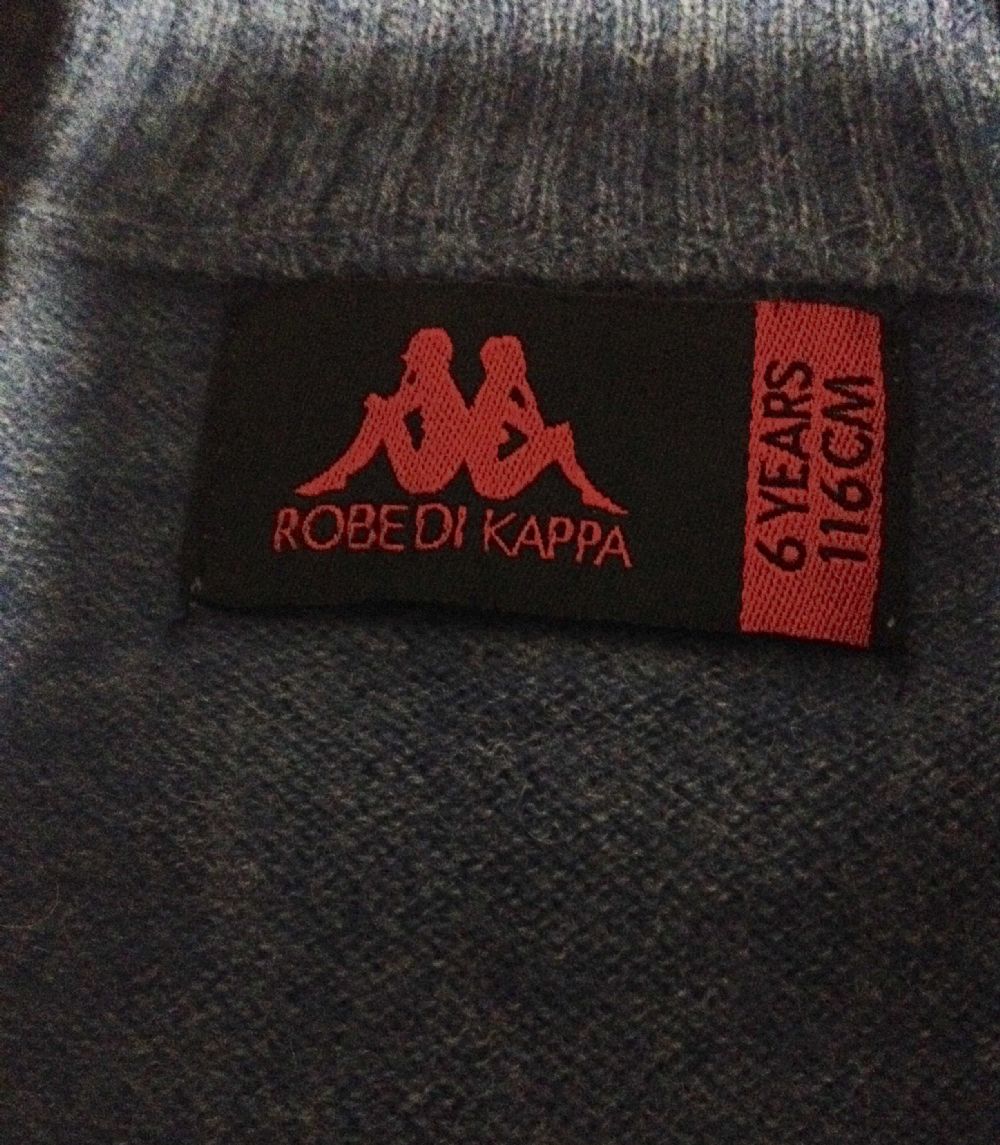 ROBE DI KAPPA
6 YEARS
116CM